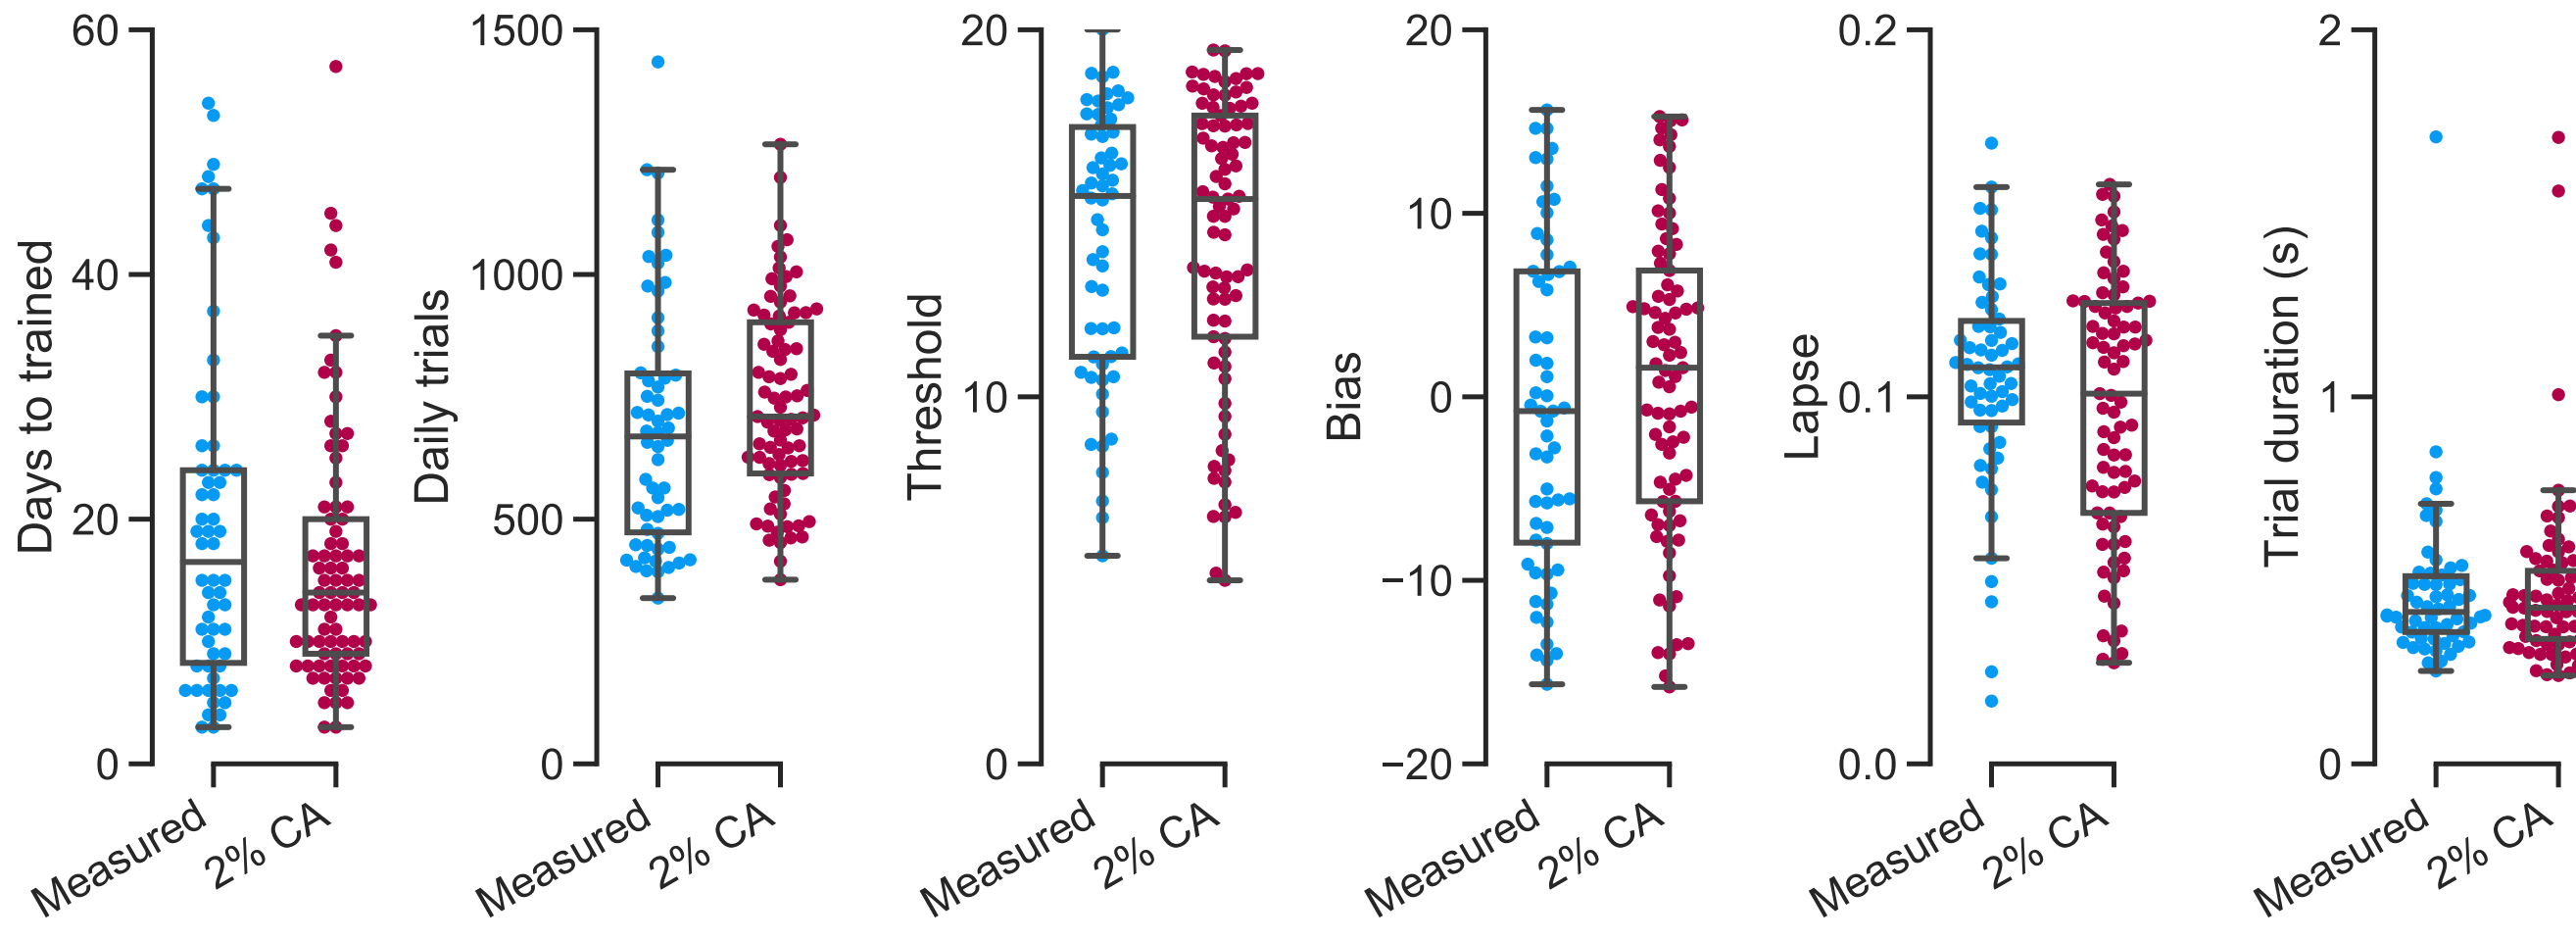 Days to trained
60
40
20
0
Measured
2% CA
Daily trials
1500
1000
500
0
Measured
2% CA
Threshold
20
10
0
Measured
2% CA
Bias
20
10
0
−10
−20
Measured
2% CA
Lapse
0.2
0.1
0.0
Measured
2% CA
Trial duration (s)
2
1
0
Measured
2% CA